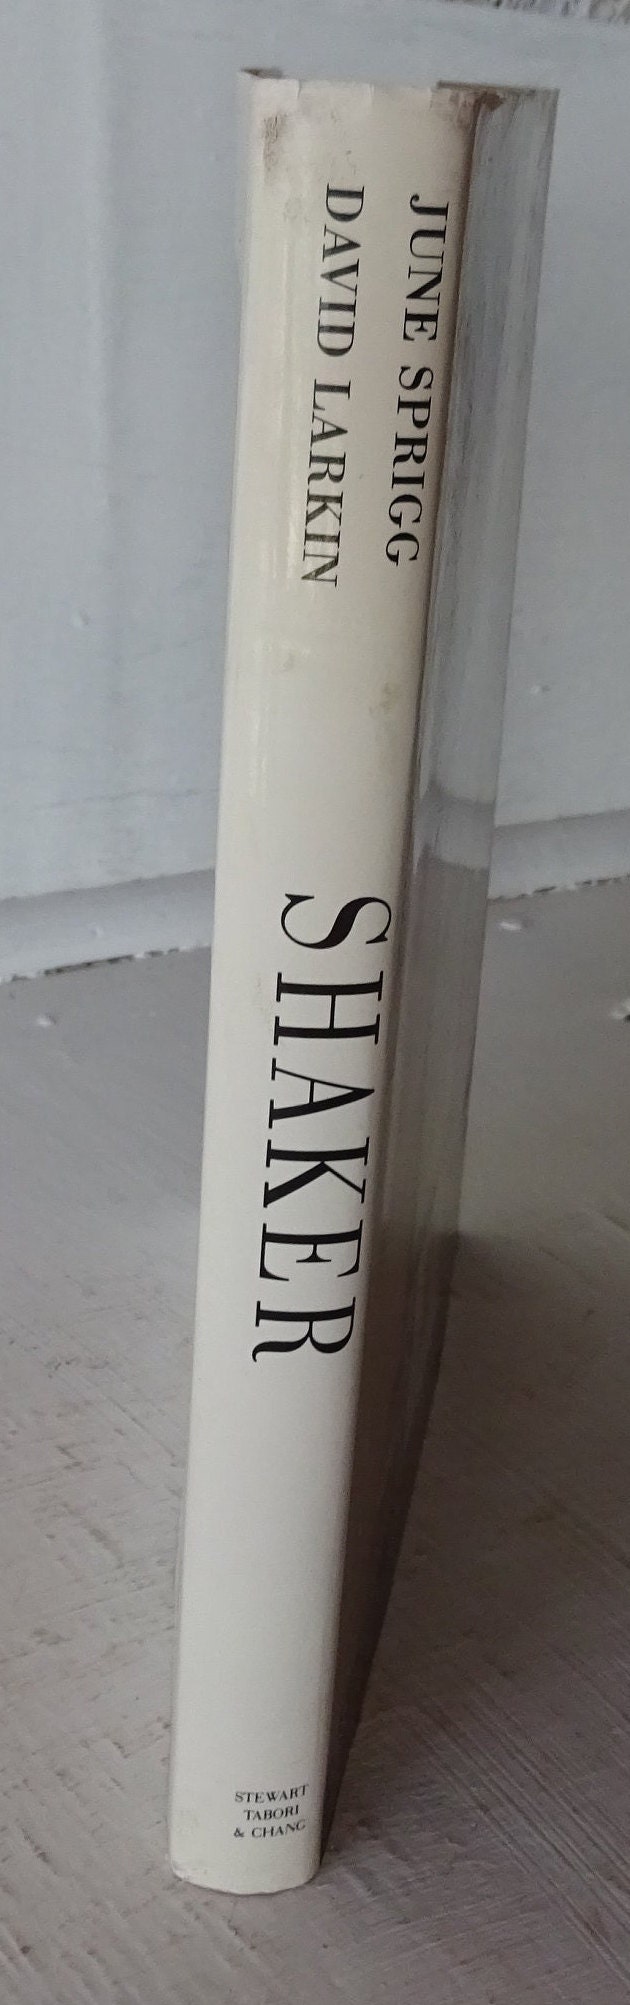 JUNE SPRIGG
DAVID LARKIN
SHAKER
STEWART
TABORI
& CHANG